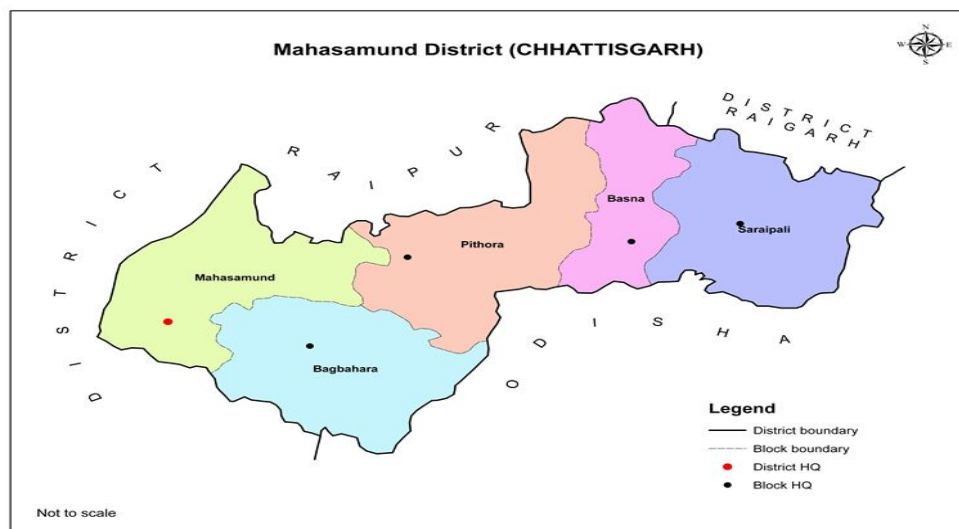 Mahasamund District (CHHATTISGARH)
N
W E
S
DISTRICT RAIPUR
DISTRICT
RAIGARH
Basna
Saraipali
Pithora
Mahasamund
Bagbahara
ODISHA
Legend
District boundary
Block boundary
District HQ
Block HQ
Not to scale